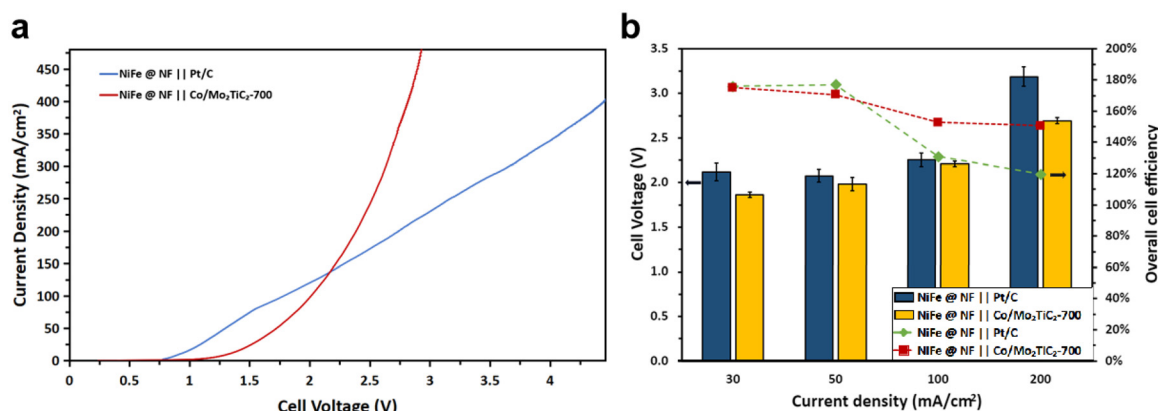 a
Current Density (mA/cm²)
450
400
350
300
250
200
150
100
50
0
NiFe @ NF || Pt/C
NiFe @ NF || Co/Mo₂TiC₂-700
0 0.5 1 1.5 2 2.5 3 3.5 4
Cell Voltage (V)
b
Cell Voltage (V)
3.5
3.0
2.5
2.0
1.5
1.0
0.5
0.0
200%
180%
160%
140%
120%
100%
80%
60%
40%
20%
0%
Overall cell efficiency
NiFe @ NF || Pt/C
NiFe @ NF || Co/Mo₂TiC₂-700
NiFe @ NF || Pt/C
NiFe @ NF || Co/Mo₂TiC₂-700
30 50 100 200
Current density (mA/cm²)